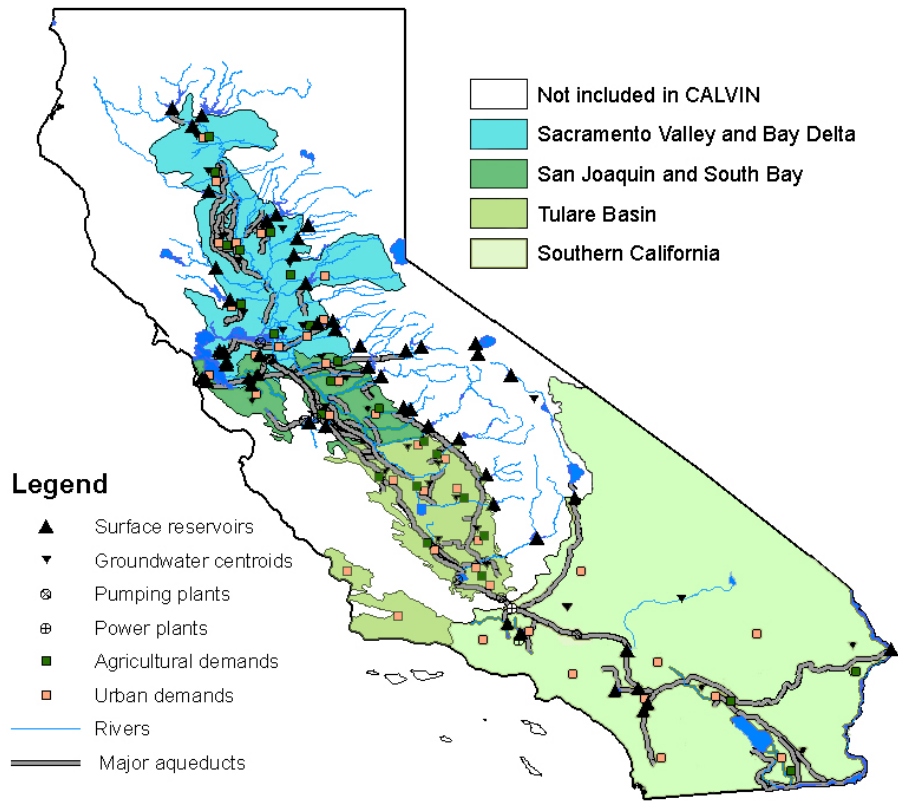 Not included in CALVIN
Sacramento Valley and Bay Delta
San Joaquin and South Bay
Tulare Basin
Southern California
Legend
Surface reservoirs
Groundwater centroids
Pumping plants
Power plants
Agricultural demands
Urban demands
Rivers
Major aqueducts